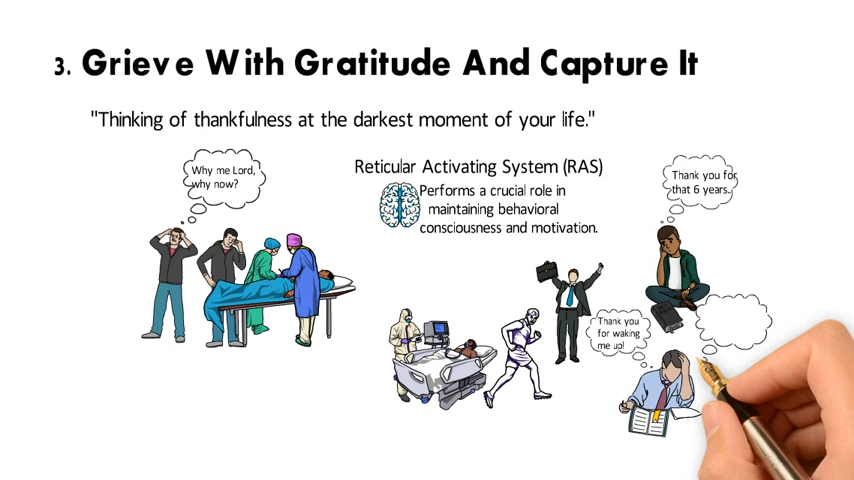 3. Grieve With Gratitude And Capture It
"Thinking of thankfulness at the darkest moment of your life."
Why me Lord,
why now?
Reticular Activating System (RAS)
Performs a crucial role in
maintaining behavioral
consciousness and motivation.
Thank you for
that 6 years.
Thank you
for waking
me up!